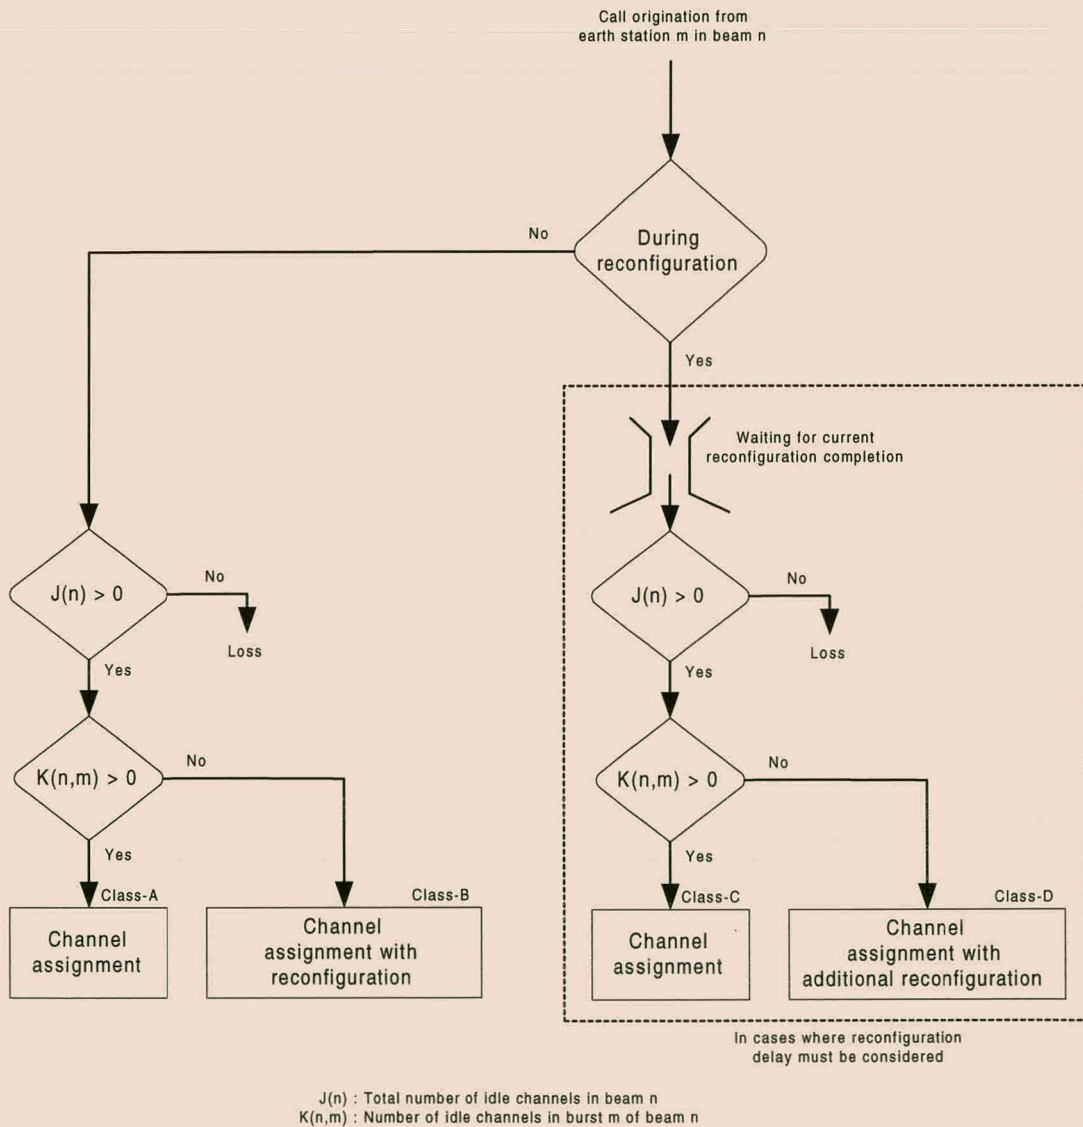 Call origination from
earth station m in beam n
During
reconfiguration
No
Yes
Waiting for current
reconfiguration completion
J(n) > 0
No
Loss
Yes
K(n,m) > 0
No
Yes
Class-A
Channel
assignment
Class-B
Channel
assignment with
reconfiguration
J(n) > 0
No
Loss
Yes
K(n,m) > 0
No
Yes
Class-C
Channel
assignment
Class-D
Channel
assignment with
additional reconfiguration
In cases where reconfiguration
delay must be considered
J(n) : Total number of idle channels in beam n
K(n,m) : Number of idle channels in burst m of beam n